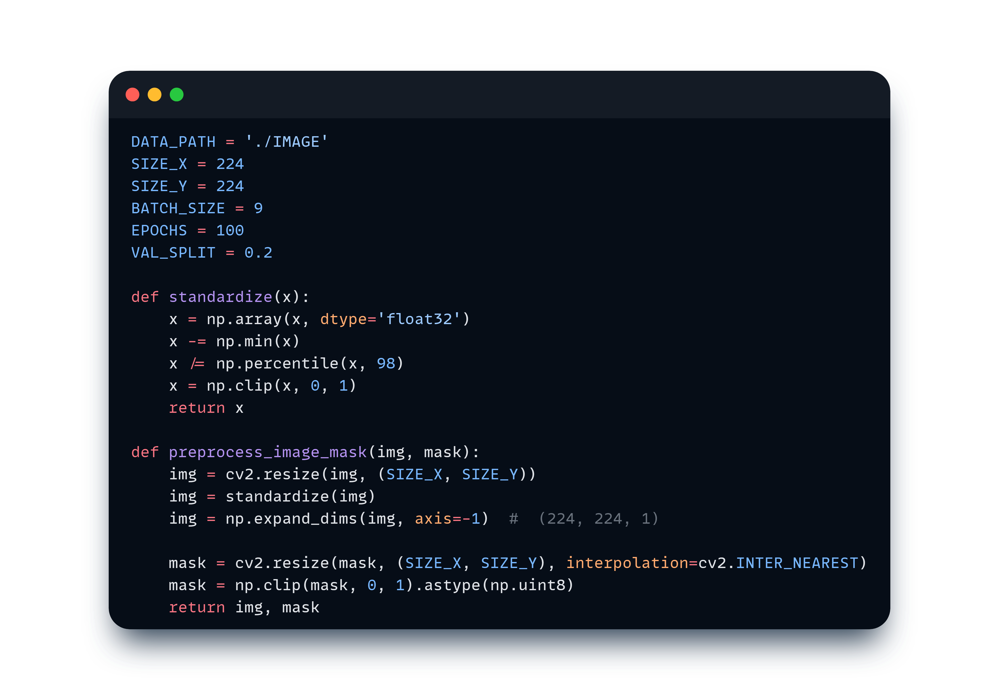 DATA_PATH = './IMAGE'
SIZE_X = 224
SIZE_Y = 224
BATCH_SIZE = 9
EPOCHS = 100
VAL_SPLIT = 0.2

def standardize(x):
    x = np.array(x, dtype='float32')
    x -= np.min(x)
    x /= np.percentile(x, 98)
    x = np.clip(x, 0, 1)
    return x

def preprocess_image_mask(img, mask):
    img = cv2.resize(img, (SIZE_X, SIZE_Y))
    img = standardize(img)
    img = np.expand_dims(img, axis=-1)  #  (224, 224, 1)

    mask = cv2.resize(mask, (SIZE_X, SIZE_Y), interpolation=cv2.INTER_NEAREST)
    mask = np.clip(mask, 0, 1).astype(np.uint8)
    return img, mask